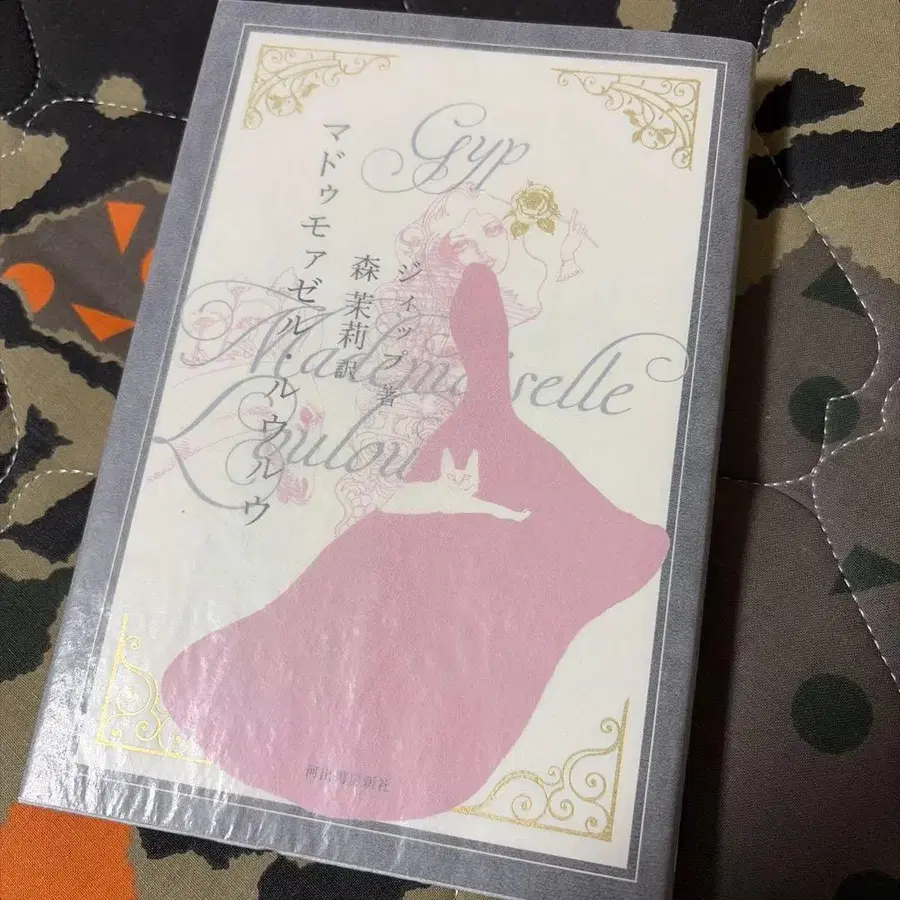 Gyp
マドゥモアゼル・ルウルウ
ジィップ 著
森 茉莉 訳
Mademoiselle
Loulou
河出書房新社